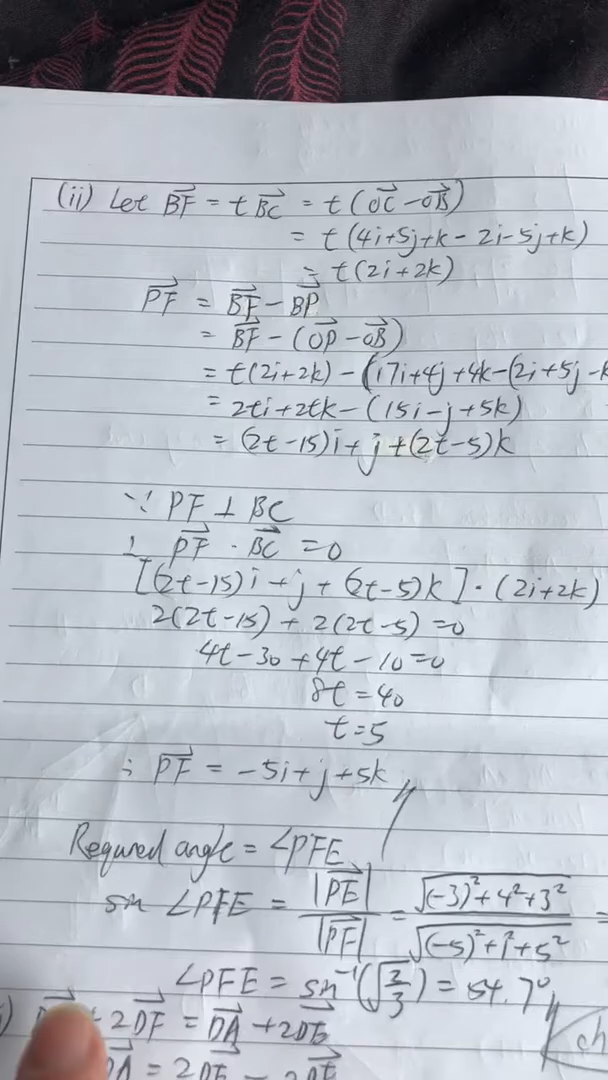 (ii) Let BF⃗ = t BC⃗ = t(OC⃗ - OB⃗)
= t(4i+5j+k-2i-5j+k)
= t(2i+2k)
PF⃗ = BF⃗ - BP⃗
= BF⃗ - (OP⃗ - OB⃗)
= t(2i+2k) - (17i+4j+4k-(2i+5j-k
= 2ti+2tk-(15i-j+5k)
= (2t-15)i+j+(2t-5)k
∵ PF ⊥ BC
PF⃗ · BC⃗ = 0
[(2t-15)i+j+(2t-5)k]·(2i+2k)
2(2t-15)+2(2t-5)=0
4t-30+4t-10=0
8t=40
t=5
∴ PF⃗ = -5i+j+5k
Requred angle = ∠PFE
sin ∠PFE = |PE⃗|/|PF⃗| = √((-3)²+4²+3²)/√((-5)²+1²+5²) =
∠PFE = sin⁻¹(√(2/3)) = 54.7°
+ 2DF⃗ = DA⃗ + 2DE⃗
DA⃗ = 2DE⃗ - 2DF⃗